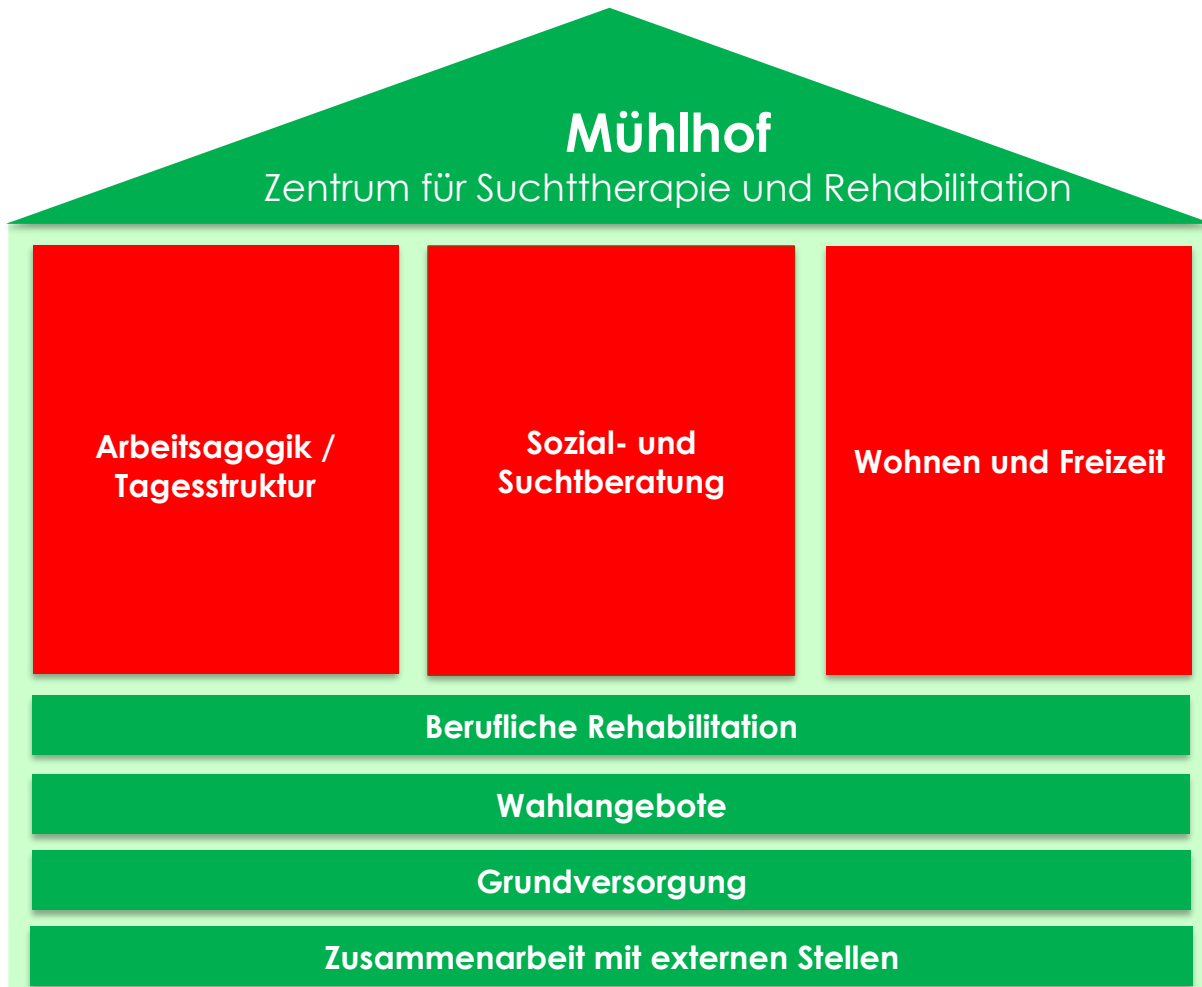 Mühlhof
Zentrum für Suchttherapie und Rehabilitation
Arbeitsagogik /
Tagesstruktur
Sozial- und
Suchtberatung
Wohnen und Freizeit
Berufliche Rehabilitation
Wahlangebote
Grundversorgung
Zusammenarbeit mit externen Stellen